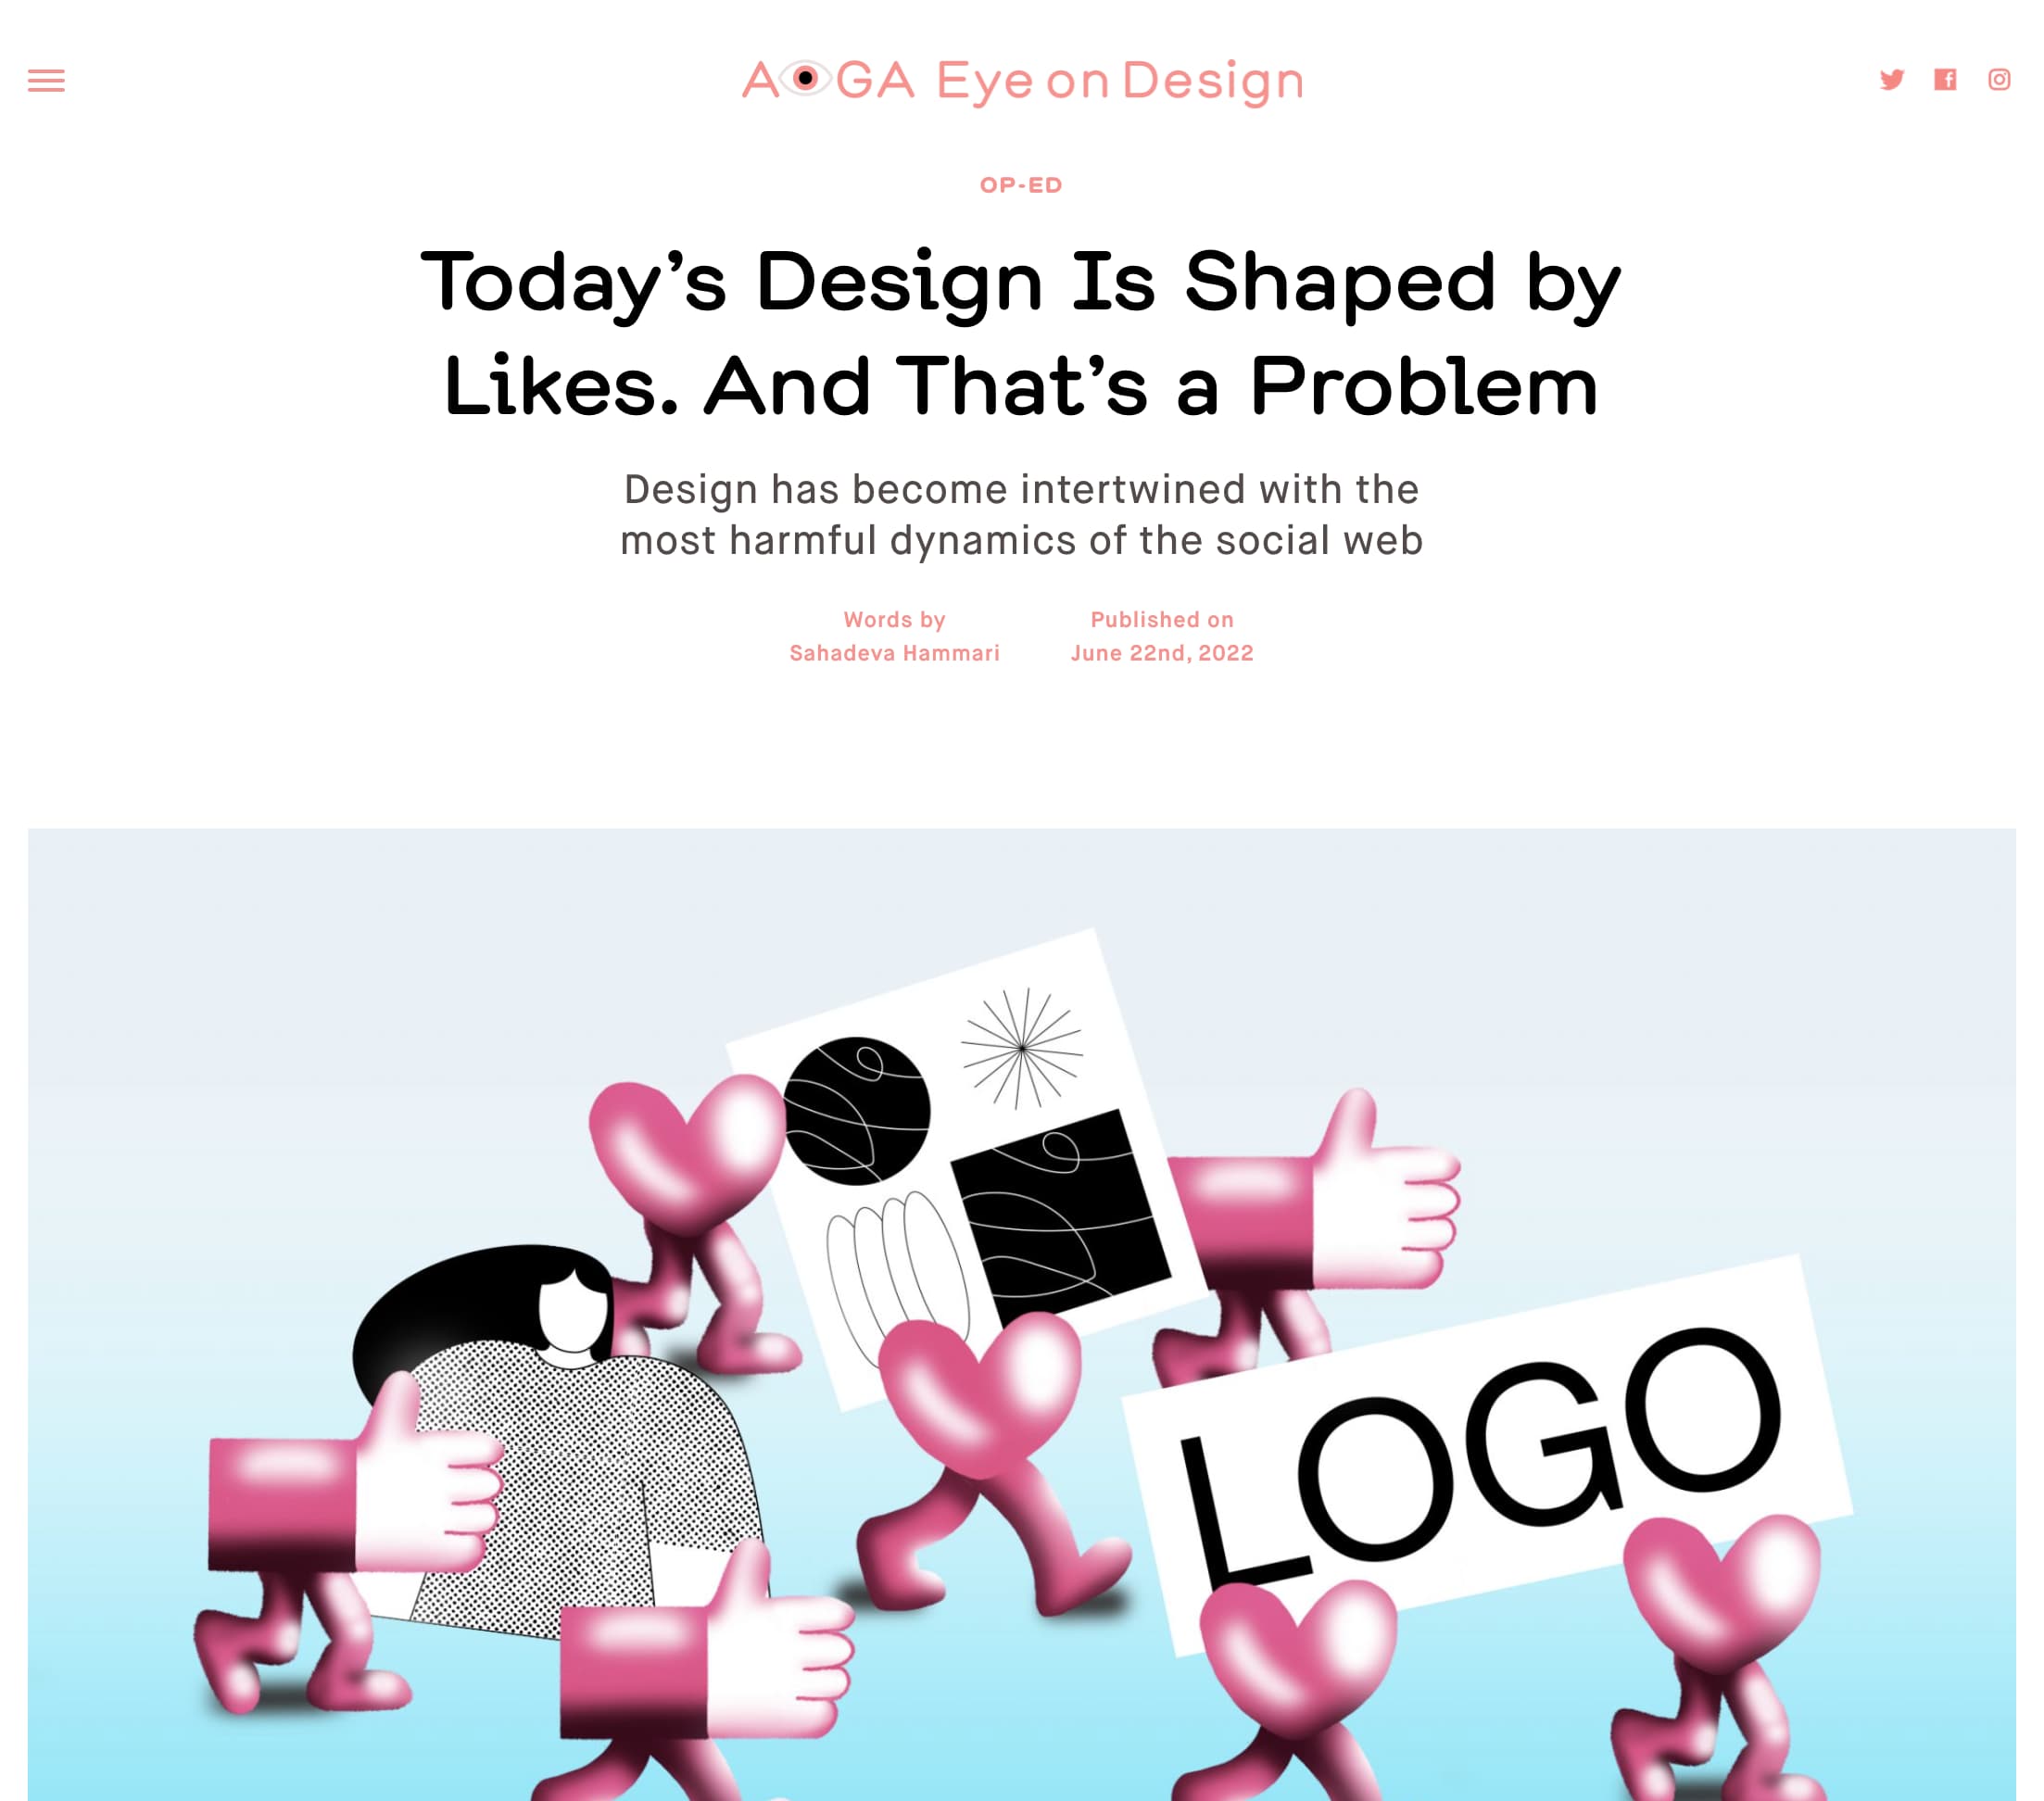 AIGA Eye on Design
OP-ED
Today’s Design Is Shaped by
Likes. And That’s a Problem
Design has become intertwined with the
most harmful dynamics of the social web
Words by
Sahadeva Hammari
Published on
June 22nd, 2022
LOGO